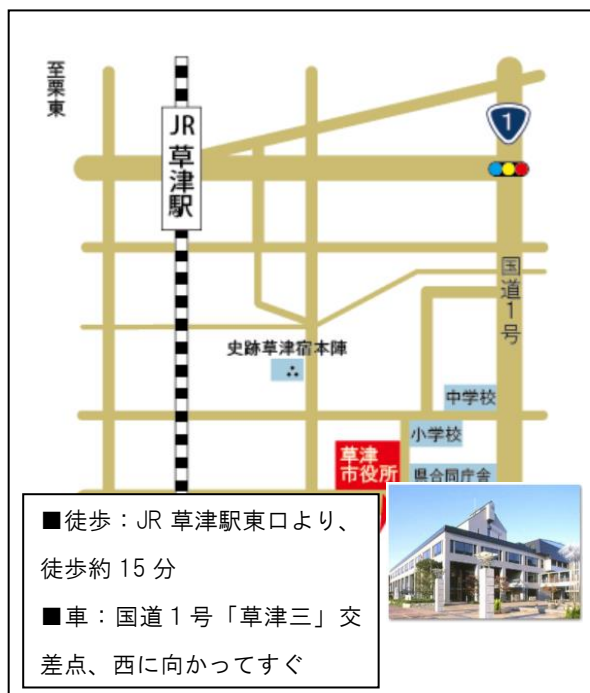 至栗東
JR草津駅
1
国道1号
史跡草津宿本陣
中学校
小学校
草津
市役所
県合同庁舎
■徒歩：JR 草津駅東口より、
徒歩約 15 分
■車：国道１号「草津三」交
差点、西に向かってすぐ